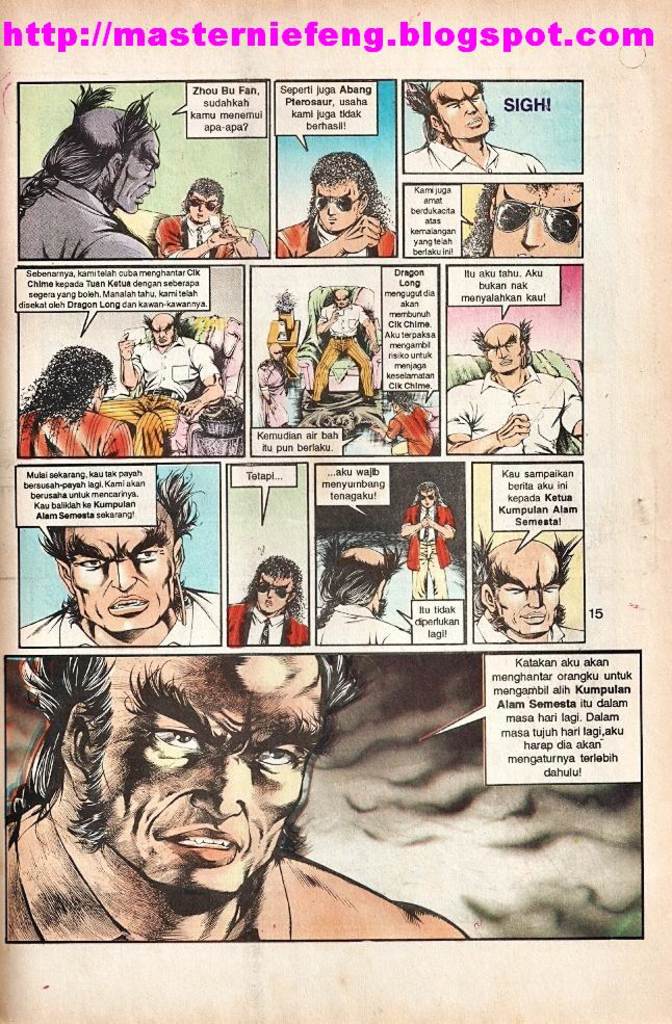 http://masterniefeng.blogspot.com
Zhou Bu Fan,
sudahkah
kamu menemui
apa-apa?
Seperti juga Abang
Pterosaur, usaha
kami juga tidak
berhasil!
SIGH!
Kami juga
amat
berdukacita
atas
kemalangan
yang telah
berlaku ini!
Sebenarnya, kami telah cuba menghantar Cik
Chime kepada Tuan Ketua dengan seberapa
segera yang boleh. Manalah tahu, kami telah
disekat oleh Dragon Long dan kawan-kawannya.
Dragon
Long
mengugut dia
akan
membunuh
Cik Chime.
Aku terpaksa
mengambil
risiko untuk
menjaga
keselamatan
Cik Chime.
Kemudian air bah
itu pun berlaku.
Itu aku tahu. Aku
bukan nak
menyalahkan kau!
Mulai sekarang, kau tak payah
bersusah-payah lagi. Kami akan
berusaha untuk mencarinya.
Kau baliklah ke Kumpulan
Alam Semesta sekarang!
Tetapi...
...aku wajib
menyumbang
tenagaku!
Itu tidak
diperlukan
lagi!
Kau sampaikan
berita aku ini
kepada Ketua
Kumpulan Alam
Semesta!
15
Katakan aku akan
menghantar orangku untuk
mengambil alih Kumpulan
Alam Semesta itu dalam
masa hari lagi. Dalam
masa tujuh hari lagi,aku
harap dia akan
mengaturnya terlebih
dahulu!